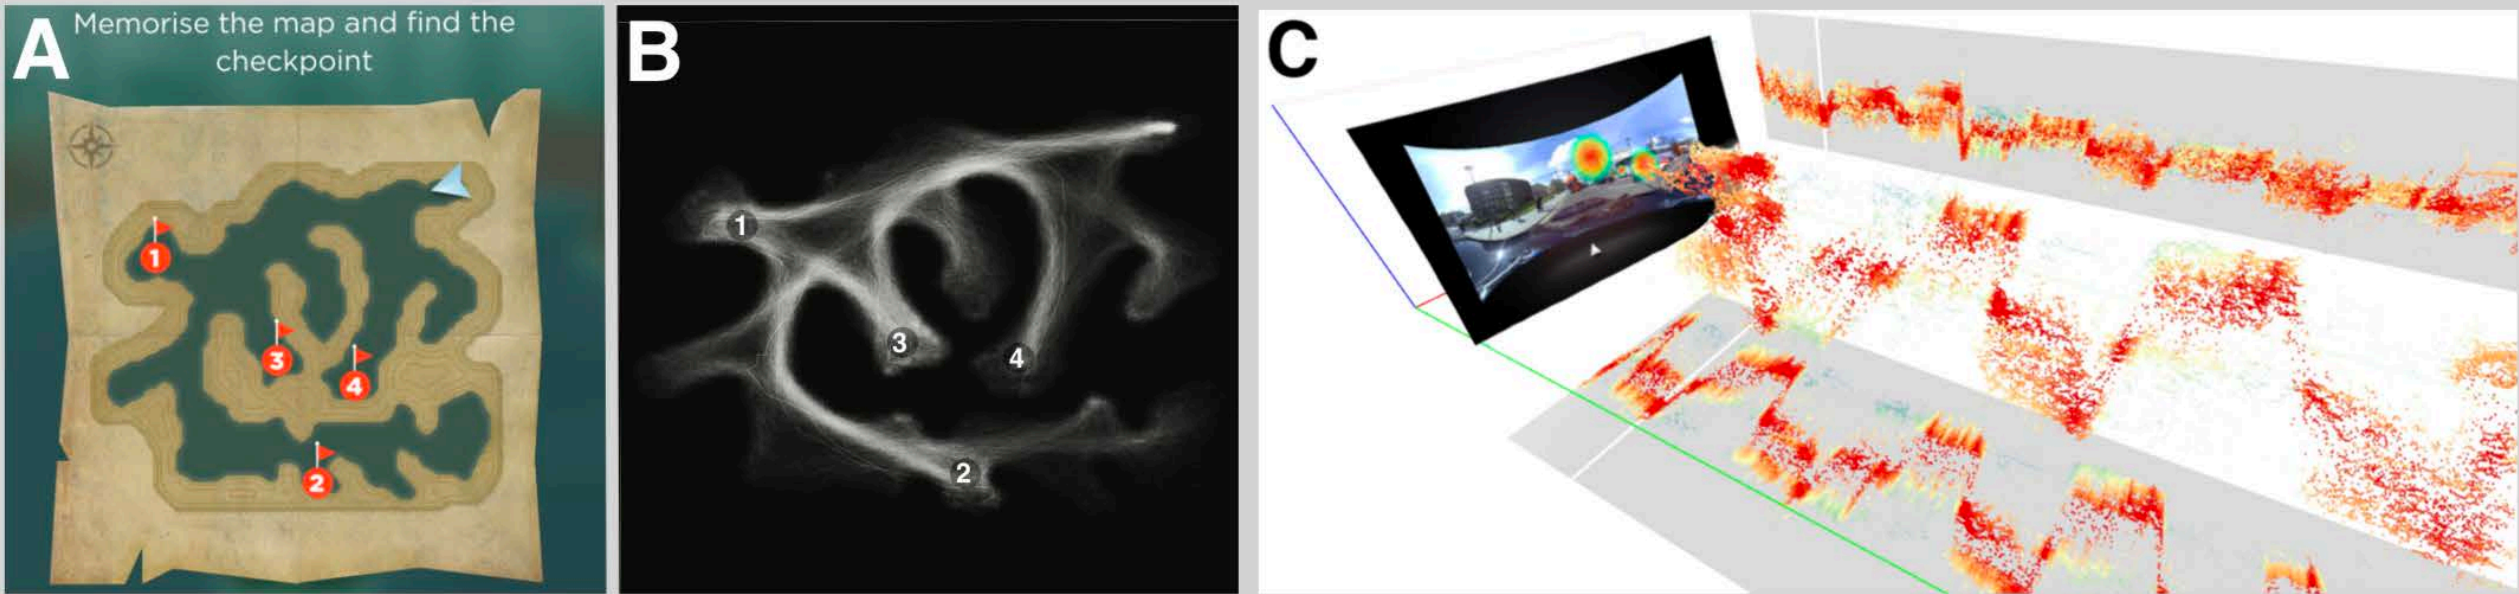 A
Memorise the map and find the
checkpoint
1
3
4
2
B
1
3
4
2
C